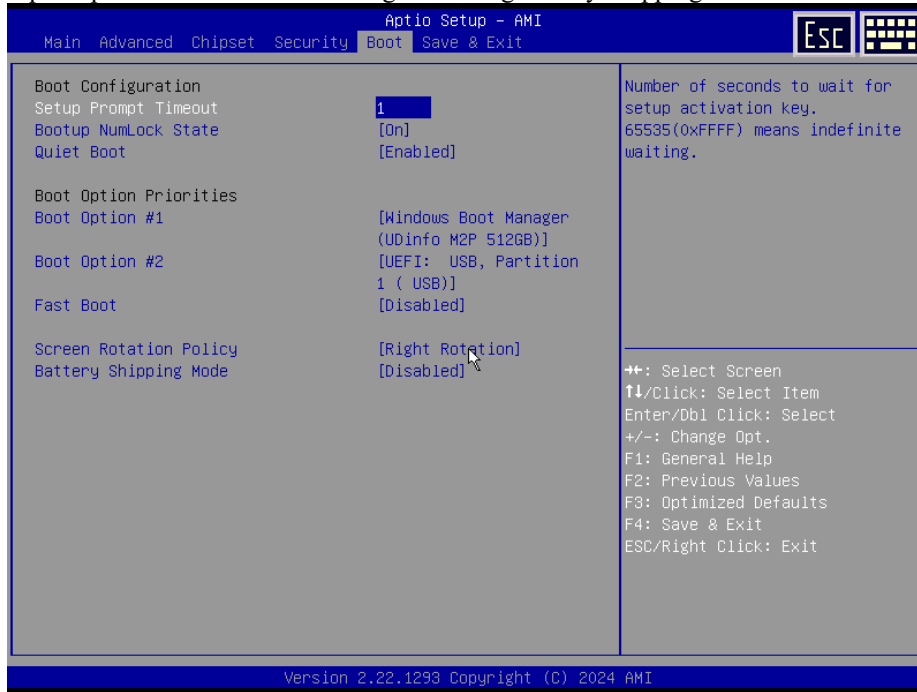 Aptio Setup – AMI
Main Advanced Chipset Security Boot Save & Exit
Esc
Boot Configuration
Setup Prompt Timeout 1
Bootup NumLock State [On]
Quiet Boot [Enabled]
Boot Option Priorities
Boot Option #1 [Windows Boot Manager
(UDinfo M2P 512GB)]
Boot Option #2 [UEFI: USB, Partition
1 ( USB)]
Fast Boot [Disabled]
Screen Rotation Policy [Right Rotation]
Battery Shipping Mode [Disabled]
Number of seconds to wait for
setup activation key.
65535(0xFFFF) means indefinite
waiting.
→←: Select Screen
↑↓/Click: Select Item
Enter/Dbl Click: Select
+/-: Change Opt.
F1: General Help
F2: Previous Values
F3: Optimized Defaults
F4: Save & Exit
ESC/Right Click: Exit
Version 2.22.1293 Copyright (C) 2024 AMI